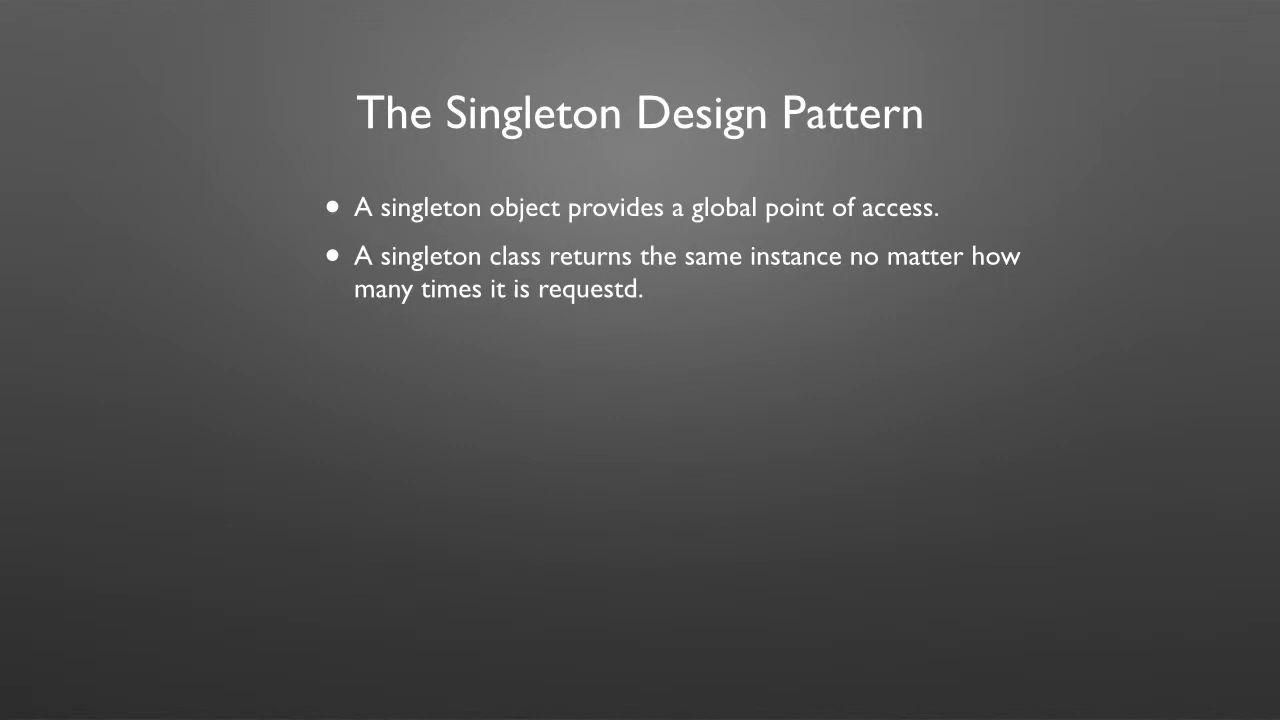 The Singleton Design Pattern
• A singleton object provides a global point of access.
• A singleton class returns the same instance no matter how
many times it is requestd.